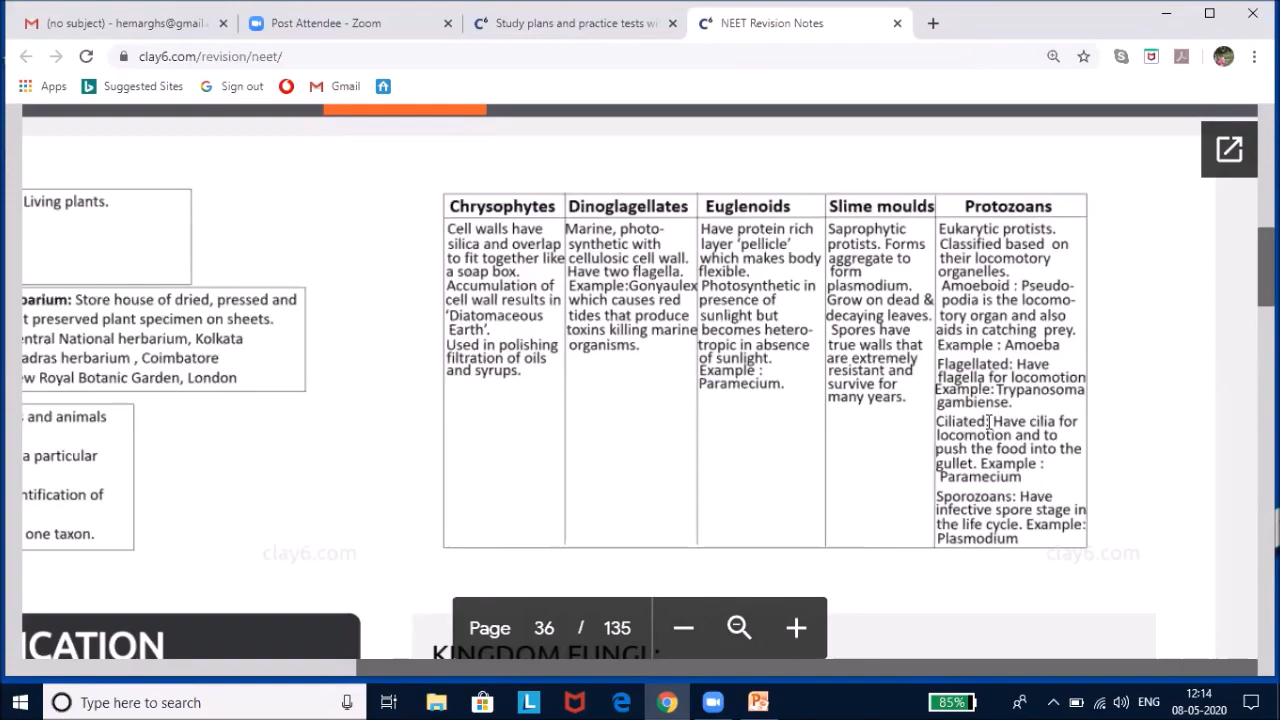 (no subject) - hemarghs@gmail
Post Attendee - Zoom
Study plans and practice tests wi
NEET Revision Notes
clay6.com/revision/neet/
Apps
Suggested Sites
Sign out
Gmail
Living plants.
barium: Store house of dried, pressed and
t preserved plant specimen on sheets.
entral National herbarium, Kolkata
adras herbarium , Coimbatore
ew Royal Botanic Garden, London
s and animals
a particular
ntification of
one taxon.
Chrysophytes
Cell walls have
silica and overlap
to fit together like
a soap box.
Accumulation of
cell wall results in
‘Diatomaceous
Earth’.
Used in polishing
filtration of oils
and syrups.
Dinoglagellates
Marine, photo-
synthetic with
cellulosic cell wall.
Have two flagella.
Example:Gonyaulex
which causes red
tides that produce
toxins killing marine
organisms.
Euglenoids
Have protein rich
layer ‘pellicle’
which makes body
flexible.
Photosynthetic in
presence of
sunlight but
becomes hetero-
tropic in absence
of sunlight.
Example :
Paramecium.
Slime moulds
Saprophytic
protists. Forms
aggregate to
form
plasmodium.
Grow on dead &
decaying leaves.
Spores have
true walls that
are extremely
resistant and
survive for
many years.
Protozoans
Eukarytic protists.
Classified based on
their locomotory
organelles.
Amoeboid : Pseudo-
podia is the locomo-
tory organ and also
aids in catching prey.
Example : Amoeba
Flagellated: Have
flagella for locomotion
Example:Trypanosoma
gambiense.
Ciliated: Have cilia for
locomotion and to
push the food into the
gullet. Example :
Paramecium
Sporozoans: Have
infective spore stage in
the life cycle. Example:
Plasmodium
clay6.com
clay6.com
ICATION
KINGDOM FUNGI :
Page 36 / 135
Type here to search
85%
ENG
12:14
08-05-2020